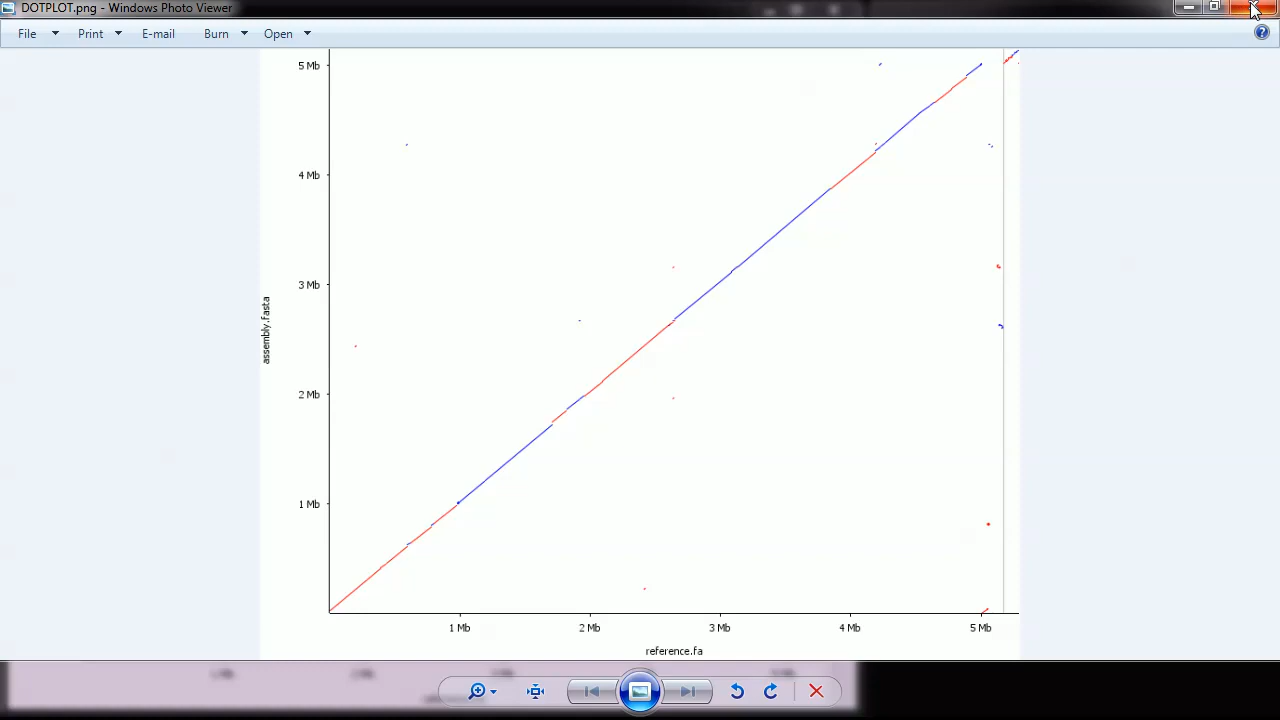 DOTPLOT.png - Windows Photo Viewer
File Print E-mail Burn Open
5 Mb
4 Mb
3 Mb
2 Mb
1 Mb
assembly.fasta
1 Mb 2 Mb 3 Mb 4 Mb 5 Mb
reference.fa